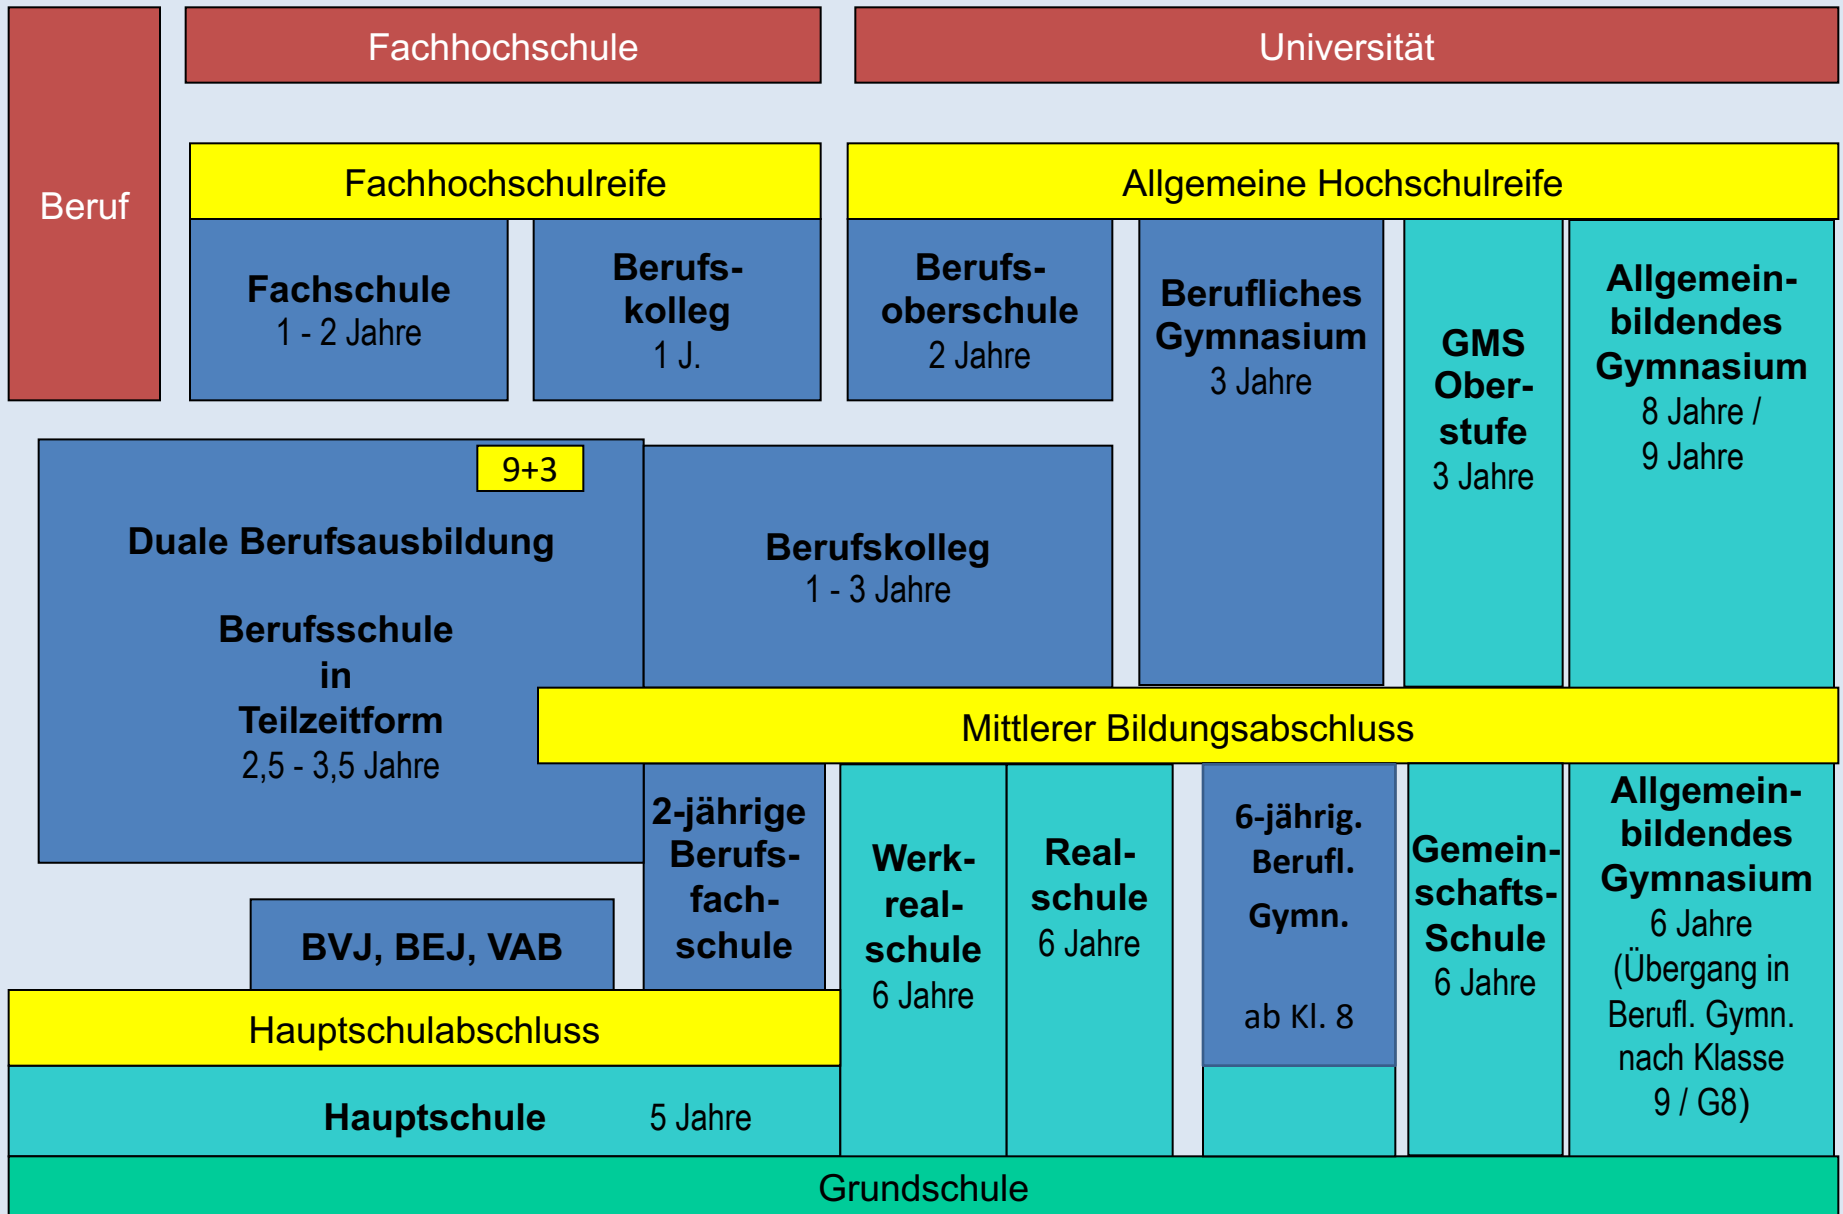 Fachhochschule
Universität
Beruf
Fachhochschulreife
Allgemeine Hochschulreife
Fachschule
1 - 2 Jahre
Berufs-
kolleg
1 J.
Berufs-
oberschule
2 Jahre
Berufliches
Gymnasium
3 Jahre
GMS
Ober-
stufe
3 Jahre
Allgemein-
bildendes
Gymnasium
8 Jahre /
9 Jahre
9+3
Duale Berufsausbildung
Berufsschule
in
Teilzeitform
2,5 - 3,5 Jahre
Berufskolleg
1 - 3 Jahre
Mittlerer Bildungsabschluss
2-jährige
Berufs-
fach-
schule
Werk-
real-
schule
6 Jahre
Real-
schule
6 Jahre
6-jährig.
Berufl.
Gymn.
ab Kl. 8
Gemein-
schafts-
Schule
6 Jahre
Allgemein-
bildendes
Gymnasium
6 Jahre
(Übergang in
Berufl. Gymn.
nach Klasse
9 / G8)
BVJ, BEJ, VAB
Hauptschulabschluss
Hauptschule 5 Jahre
Grundschule